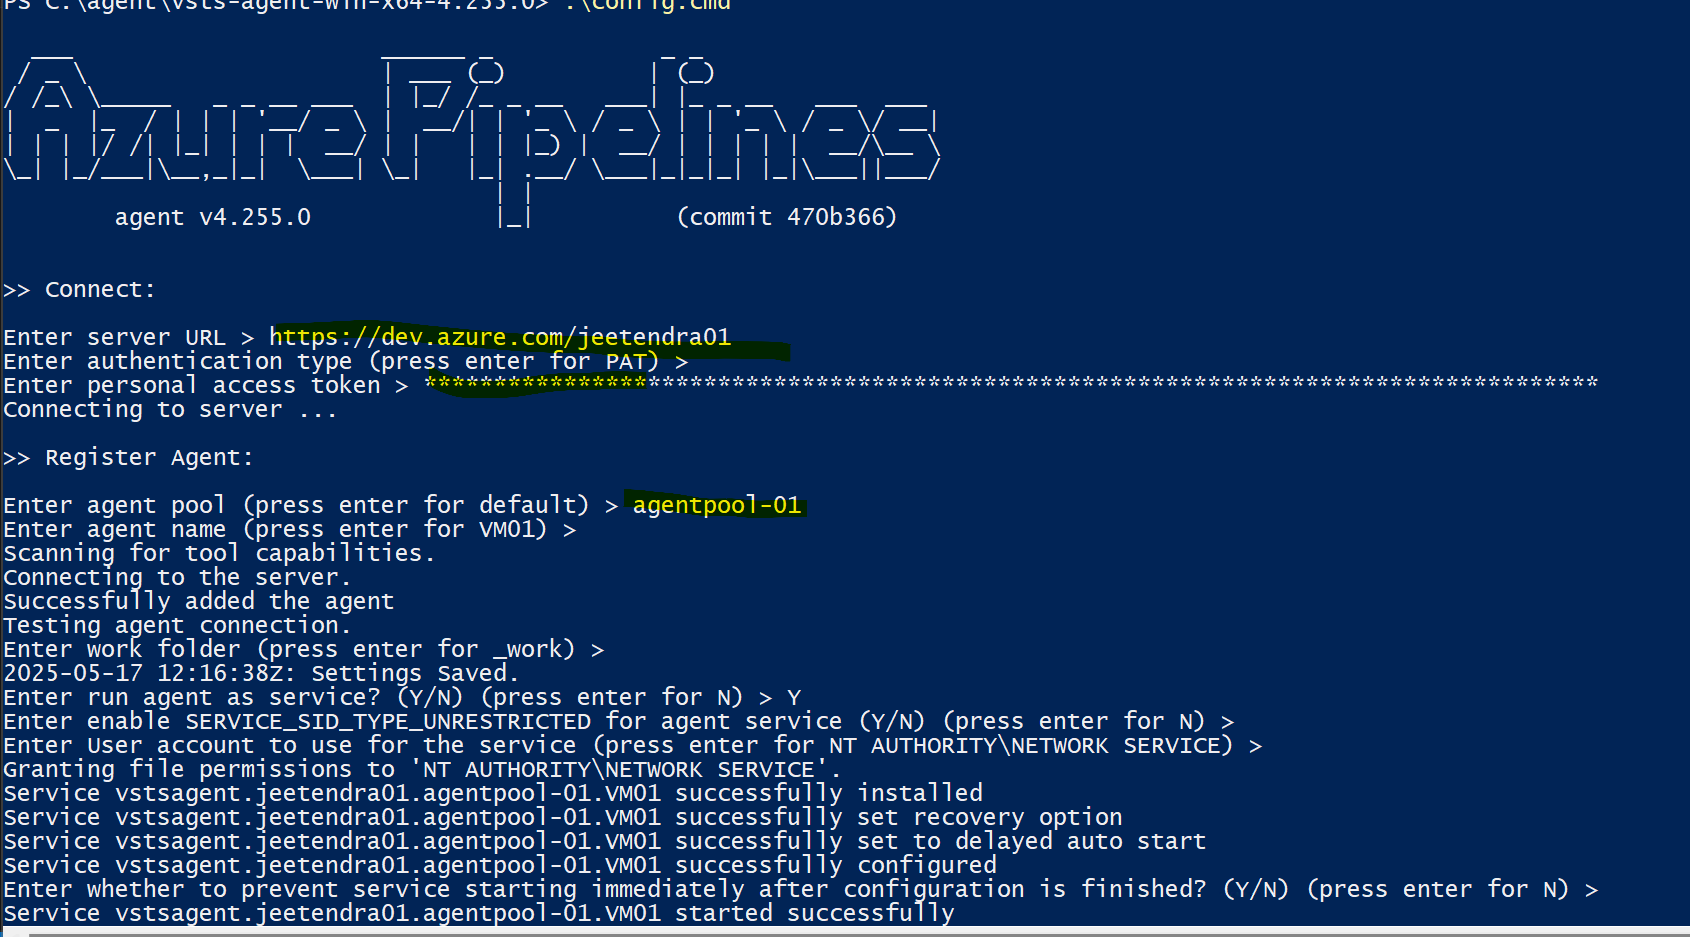 PS C:\agent\vsts-agent-win-x64-4.255.0> .\config.cmd
Azure Pipelines
agent v4.255.0 (commit 470b366)
>> Connect:
Enter server URL > https://dev.azure.com/jeetendra01
Enter authentication type (press enter for PAT) >
Enter personal access token > ************************************************************************************
Connecting to server ...
>> Register Agent:
Enter agent pool (press enter for default) > agentpool-01
Enter agent name (press enter for VM01) >
Scanning for tool capabilities.
Connecting to the server.
Successfully added the agent
Testing agent connection.
Enter work folder (press enter for _work) >
2025-05-17 12:16:38Z: Settings Saved.
Enter run agent as service? (Y/N) (press enter for N) > Y
Enter enable SERVICE_SID_TYPE_UNRESTRICTED for agent service (Y/N) (press enter for N) >
Enter User account to use for the service (press enter for NT AUTHORITY\NETWORK SERVICE) >
Granting file permissions to 'NT AUTHORITY\NETWORK SERVICE'.
Service vstsagent.jeetendra01.agentpool-01.VM01 successfully installed
Service vstsagent.jeetendra01.agentpool-01.VM01 successfully set recovery option
Service vstsagent.jeetendra01.agentpool-01.VM01 successfully set to delayed auto start
Service vstsagent.jeetendra01.agentpool-01.VM01 successfully configured
Enter whether to prevent service starting immediately after configuration is finished? (Y/N) (press enter for N) >
Service vstsagent.jeetendra01.agentpool-01.VM01 started successfully